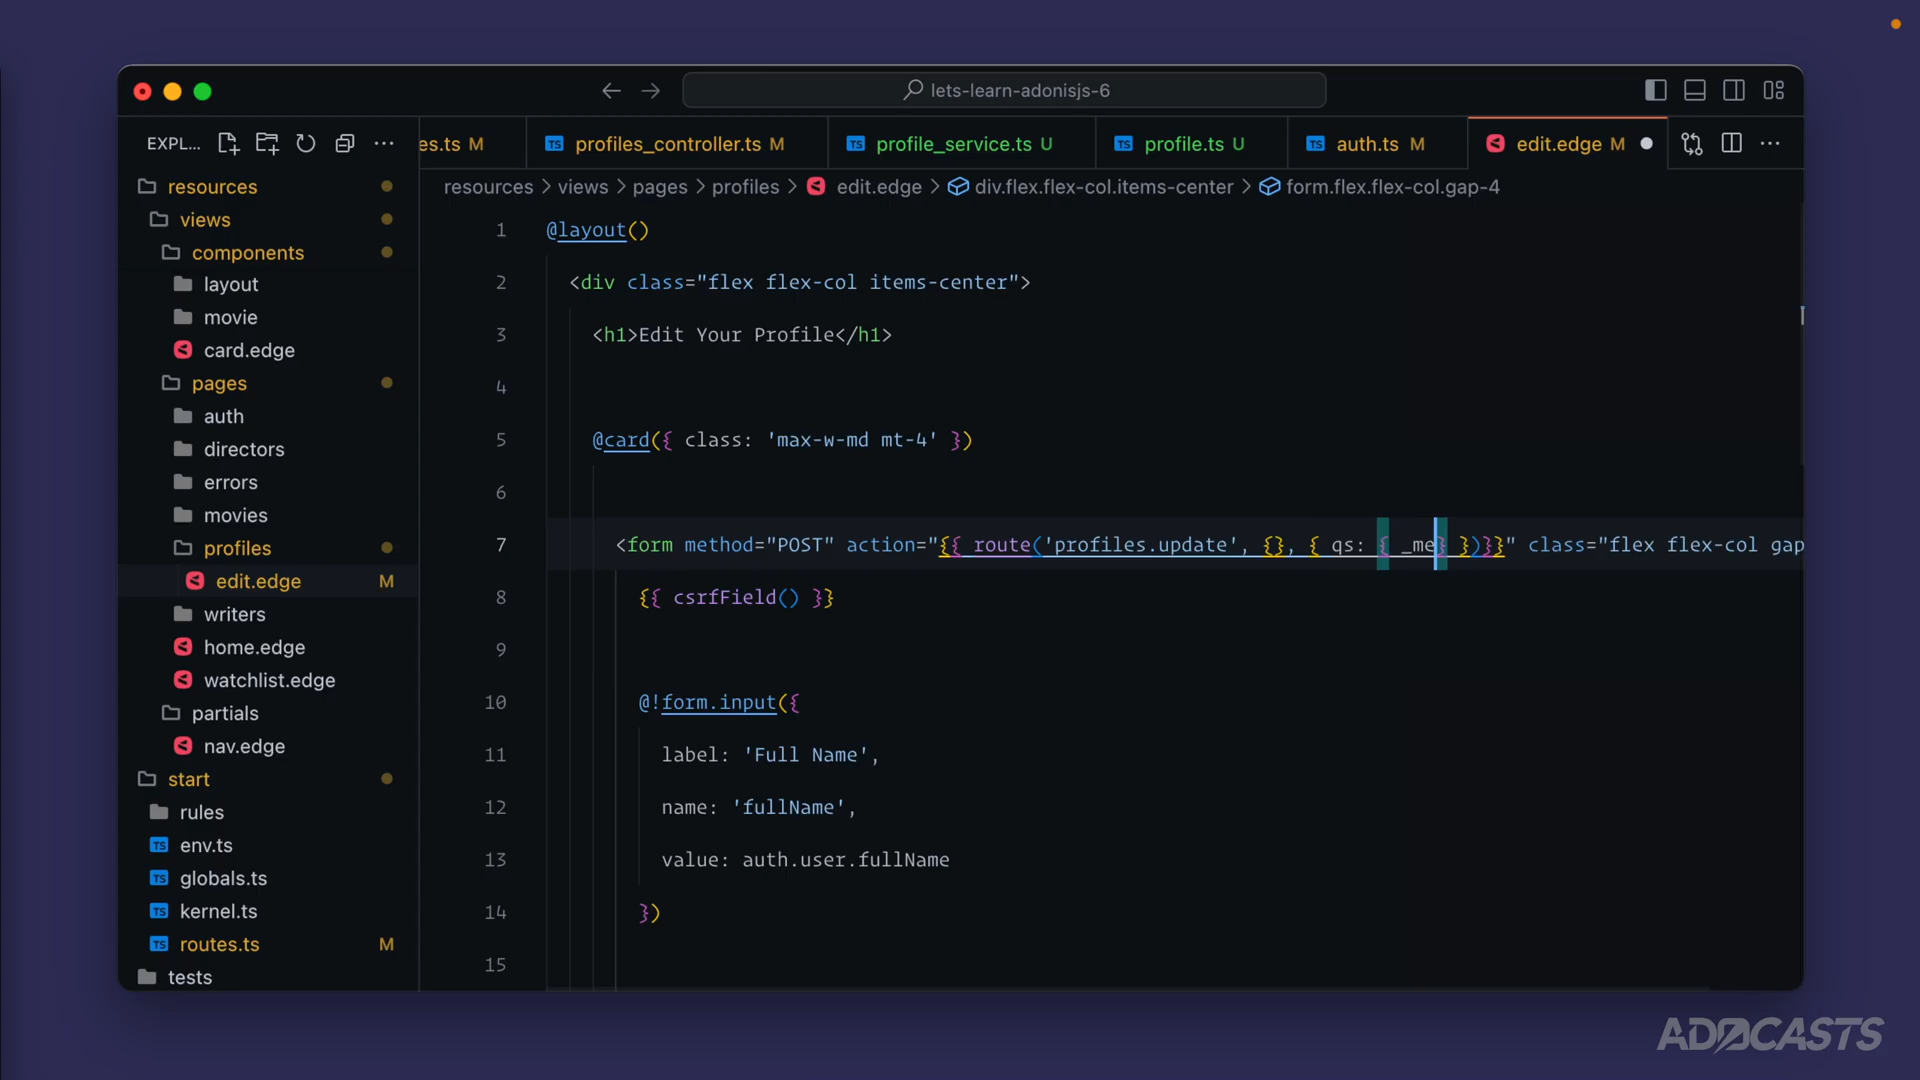 lets-learn-adonisjs-6
EXPL...
es.ts M
profiles_controller.ts M
profile_service.ts U
profile.ts U
auth.ts M
edit.edge M
resources > views > pages > profiles > edit.edge > div.flex.flex-col.items-center > form.flex.flex-col.gap-4
resources
views
components
layout
movie
card.edge
pages
auth
directors
errors
movies
profiles
edit.edge M
writers
home.edge
watchlist.edge
partials
nav.edge
start
rules
env.ts
globals.ts
kernel.ts
routes.ts M
tests
1 @layout()
2 <div class="flex flex-col items-center">
3 <h1>Edit Your Profile</h1>
4
5 @card({ class: 'max-w-md mt-4' })
6
7 <form method="POST" action="{{ route('profiles.update', {}, { qs: { _me} })}}" class="flex flex-col gap
8 {{ csrfField() }}
9
10 @!form.input({
11 label: 'Full Name',
12 name: 'fullName',
13 value: auth.user.fullName
14 })
15
ADOCASTS